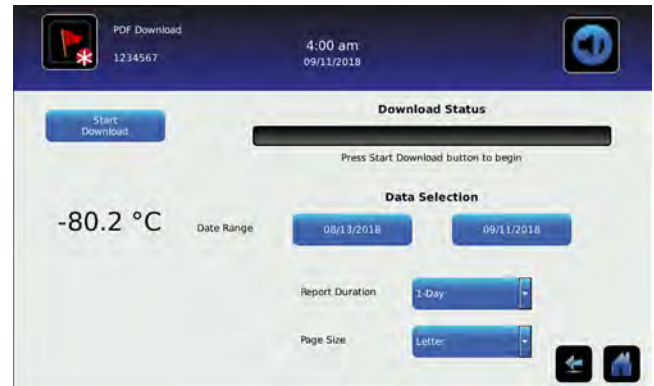 PDF Download
1234567
4:00 am
09/11/2018
Start
Download
Download Status
Press Start Download button to begin
Data Selection
-80.2 °C
Date Range
08/13/2018
09/11/2018
Report Duration
1-Day
Page Size
Letter